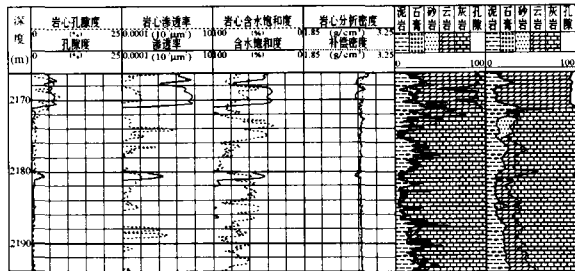 深度(m)
岩心孔隙度
0 (%) 25
孔隙度
0 (%) 25
岩心渗透率
0.0001 (10 μm²)
渗透率
0.0001 (10 μm²)
岩心含水饱和度
100 (%) 0
含水饱和度
100 (%) 0
岩心分析密度
1.85 (g/cm³) 3.25
补偿密度
1.85 (g/cm³) 3.25
泥岩 石膏 砂岩 云岩 灰岩 孔隙
0 100
泥岩 石膏 砂岩 云岩 灰岩 孔隙
0 100
2170
2180
2190